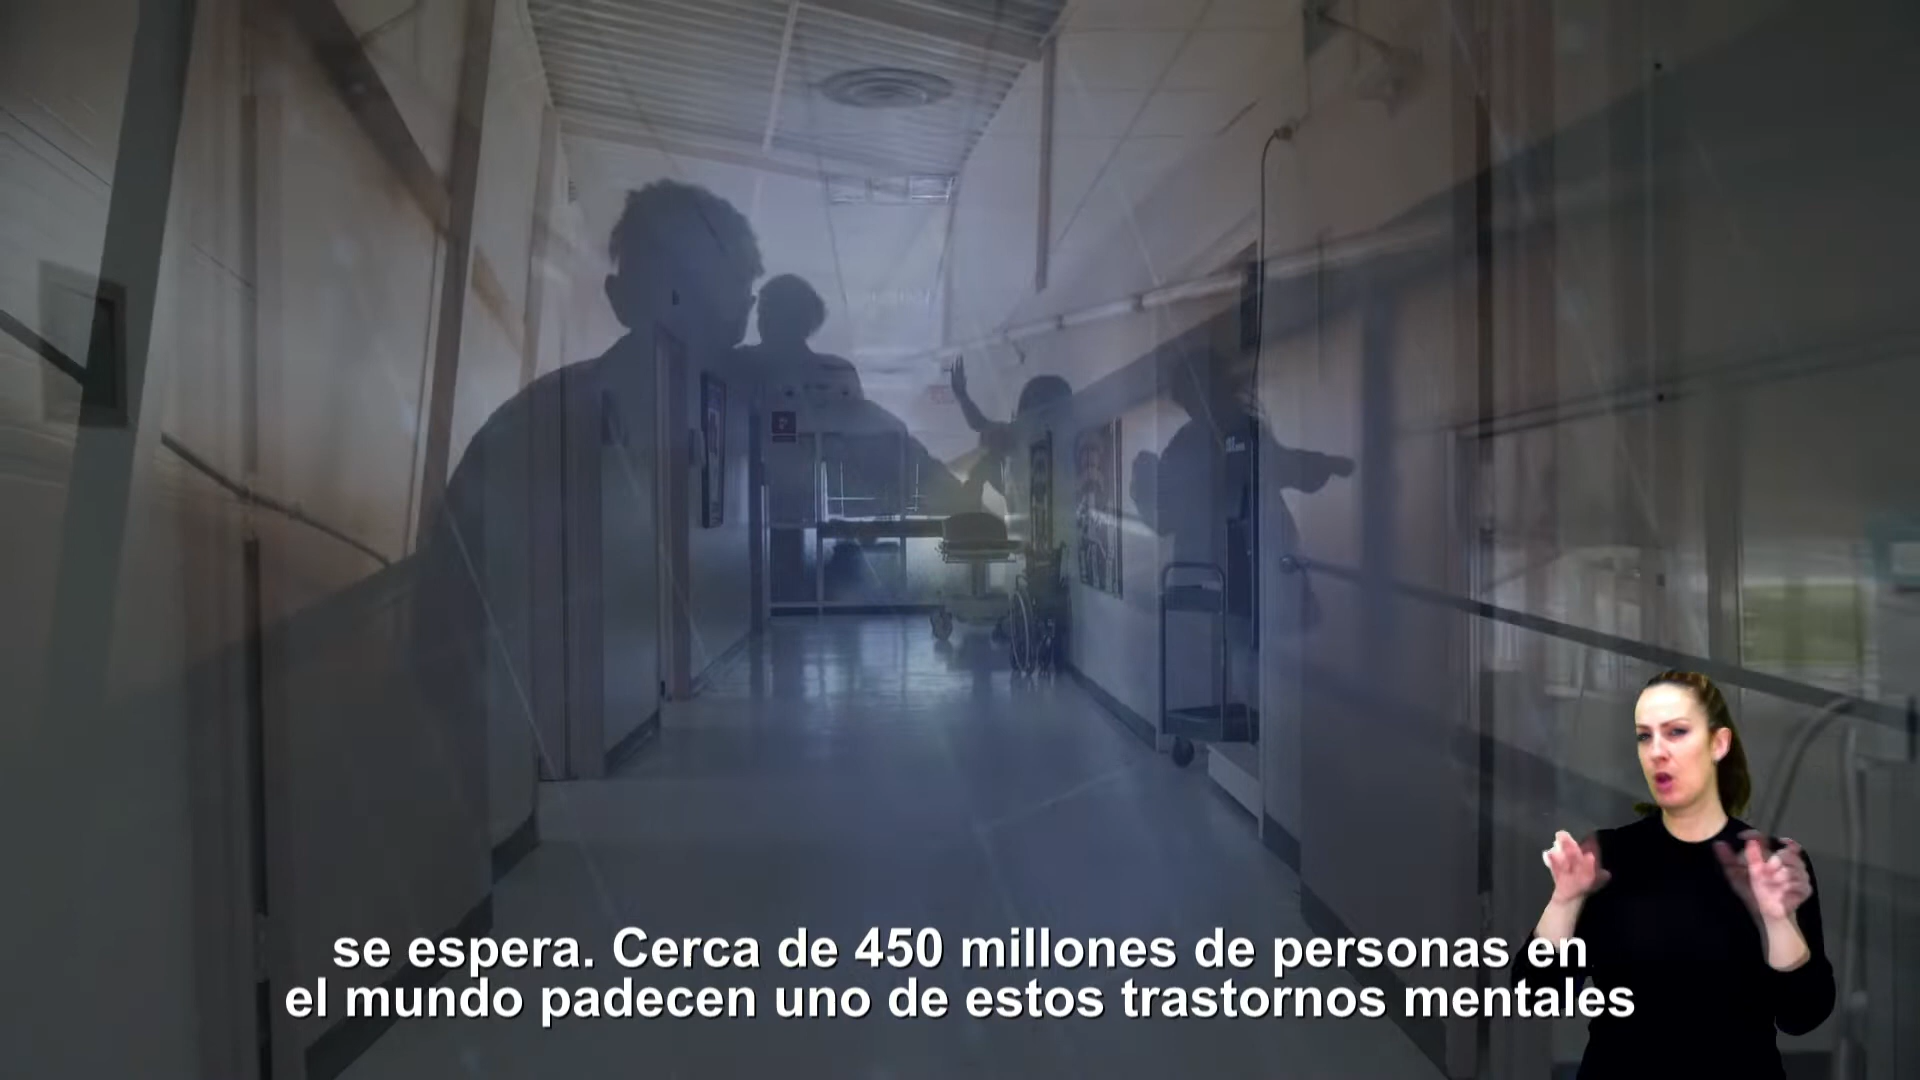 se espera. Cerca de 450 millones de personas en
el mundo padecen uno de estos trastornos mentales